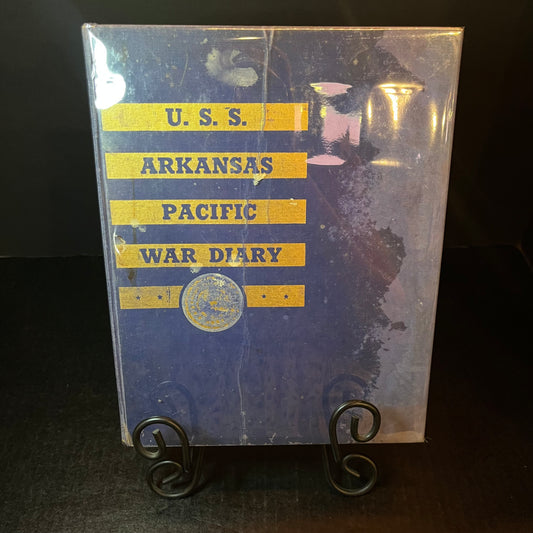 U. S. S.
ARKANSAS
PACIFIC
WAR DIARY